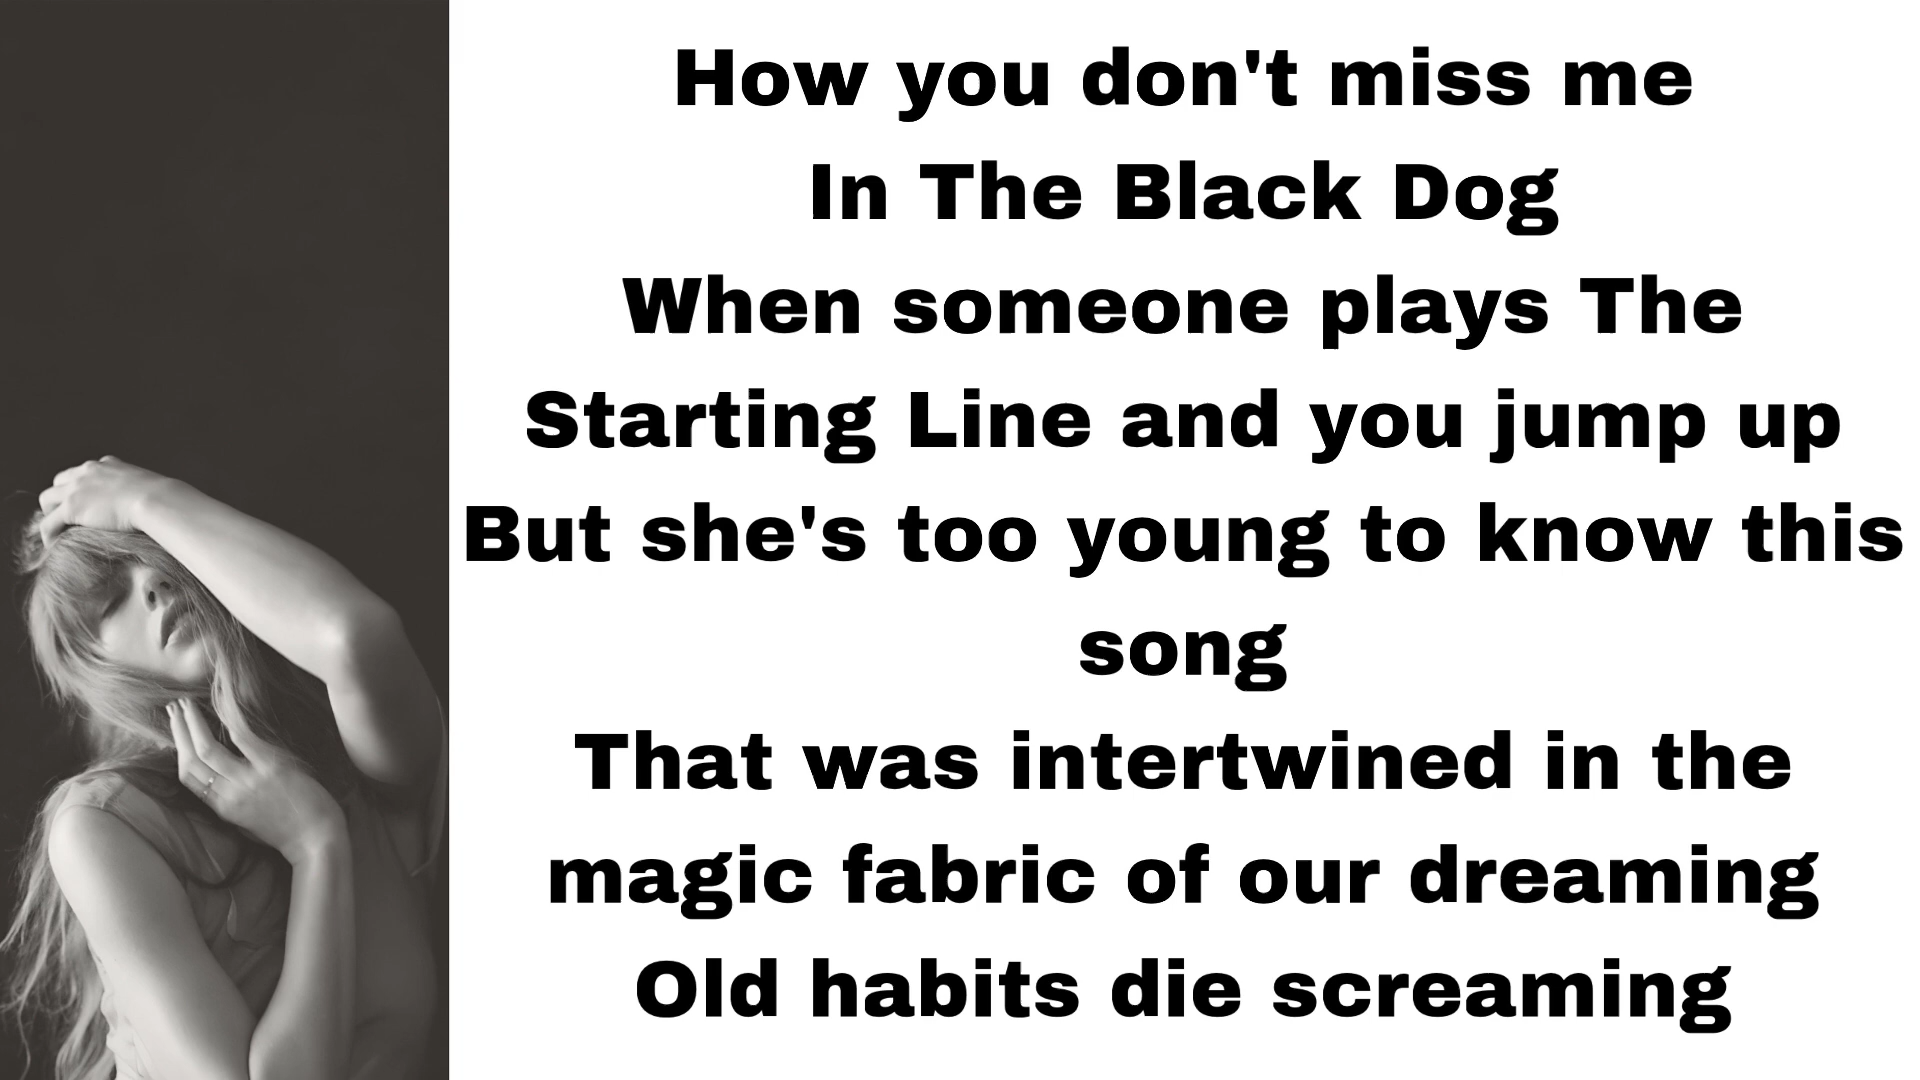 How you don't miss me
In The Black Dog
When someone plays The
Starting Line and you jump up
But she's too young to know this
song
That was intertwined in the
magic fabric of our dreaming
Old habits die screaming